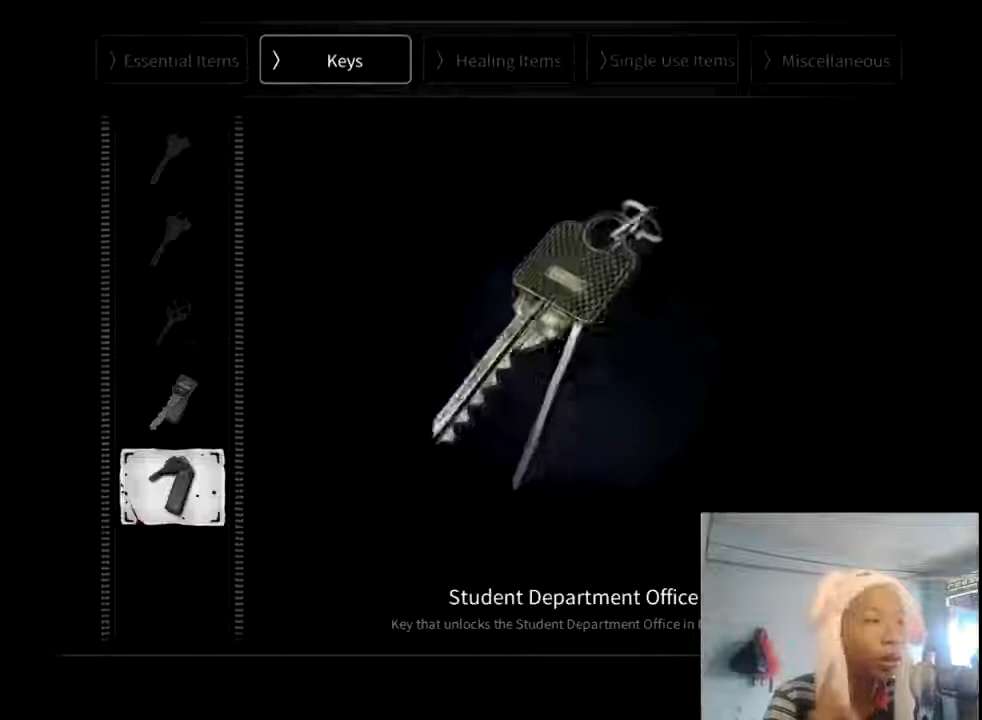 Essential Items
Keys
Healing Items
Single Use Items
Miscellaneous
Student Department Office
Key that unlocks the Student Department Office in